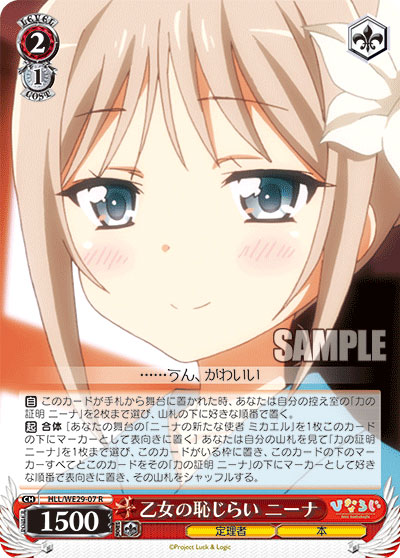 LEVEL
2
1
COST
SAMPLE
……うん、かわいい
自 このカードが手札から舞台に置かれた時、あなたは自分の控え室の「力の
証明 ニーナ」を2枚まで選び、山札の下に好きな順番で置く。
起 合体 [あなたの舞台の「ニーナの新たな使者 ミカエル」を1枚このカード
の下にマーカーとして表向きに置く] あなたは自分の山札を見て「力の証明
ニーナ」を1枚まで選び、このカードがいる枠に置き、このカードの下のマ
ーカーすべてとこのカードをその「力の証明 ニーナ」の下にマーカーとして好
きな順番で表向きに置き、その山札をシャッフルする。
CH
HLL/WE29-07 R
1500
乙女の恥じらい ニーナ
定理者
本
ひなろじ
©Project Luck & Logic